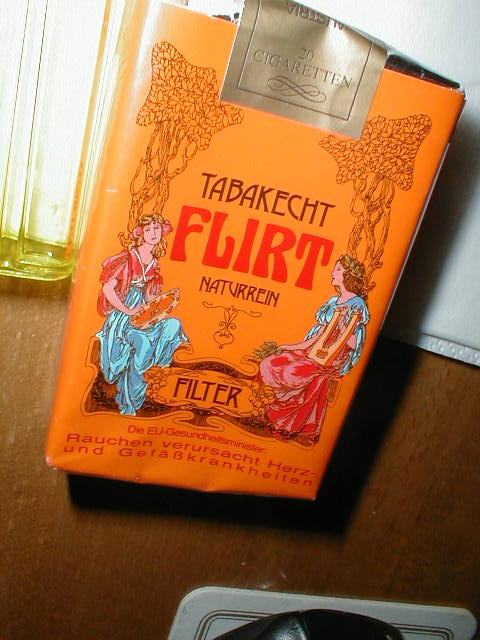 AUSTRIA
20
CIGARETTEN
TABAKECHT
FLIRT
NATURREIN
FILTER
Die EU-Gesundheitsminister:
Rauchen verursacht Herz-
und Gefäßkrankheiten